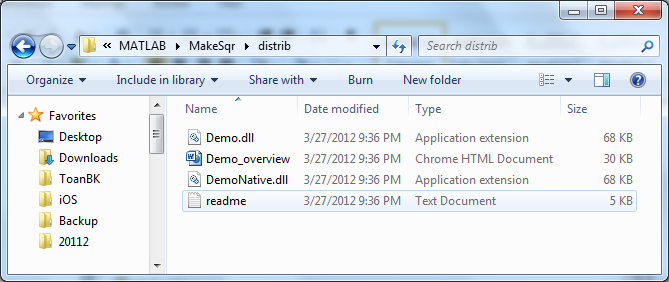 « MATLAB MakeSqr distrib Search distrib
Organize Include in library Share with Burn New folder
Favorites
Desktop
Downloads
ToanBK
iOS
Backup
20112
Name Date modified Type Size
Demo.dll 3/27/2012 9:36 PM Application extension 68 KB
Demo_overview 3/27/2012 9:36 PM Chrome HTML Document 30 KB
DemoNative.dll 3/27/2012 9:36 PM Application extension 68 KB
readme 3/27/2012 9:36 PM Text Document 5 KB